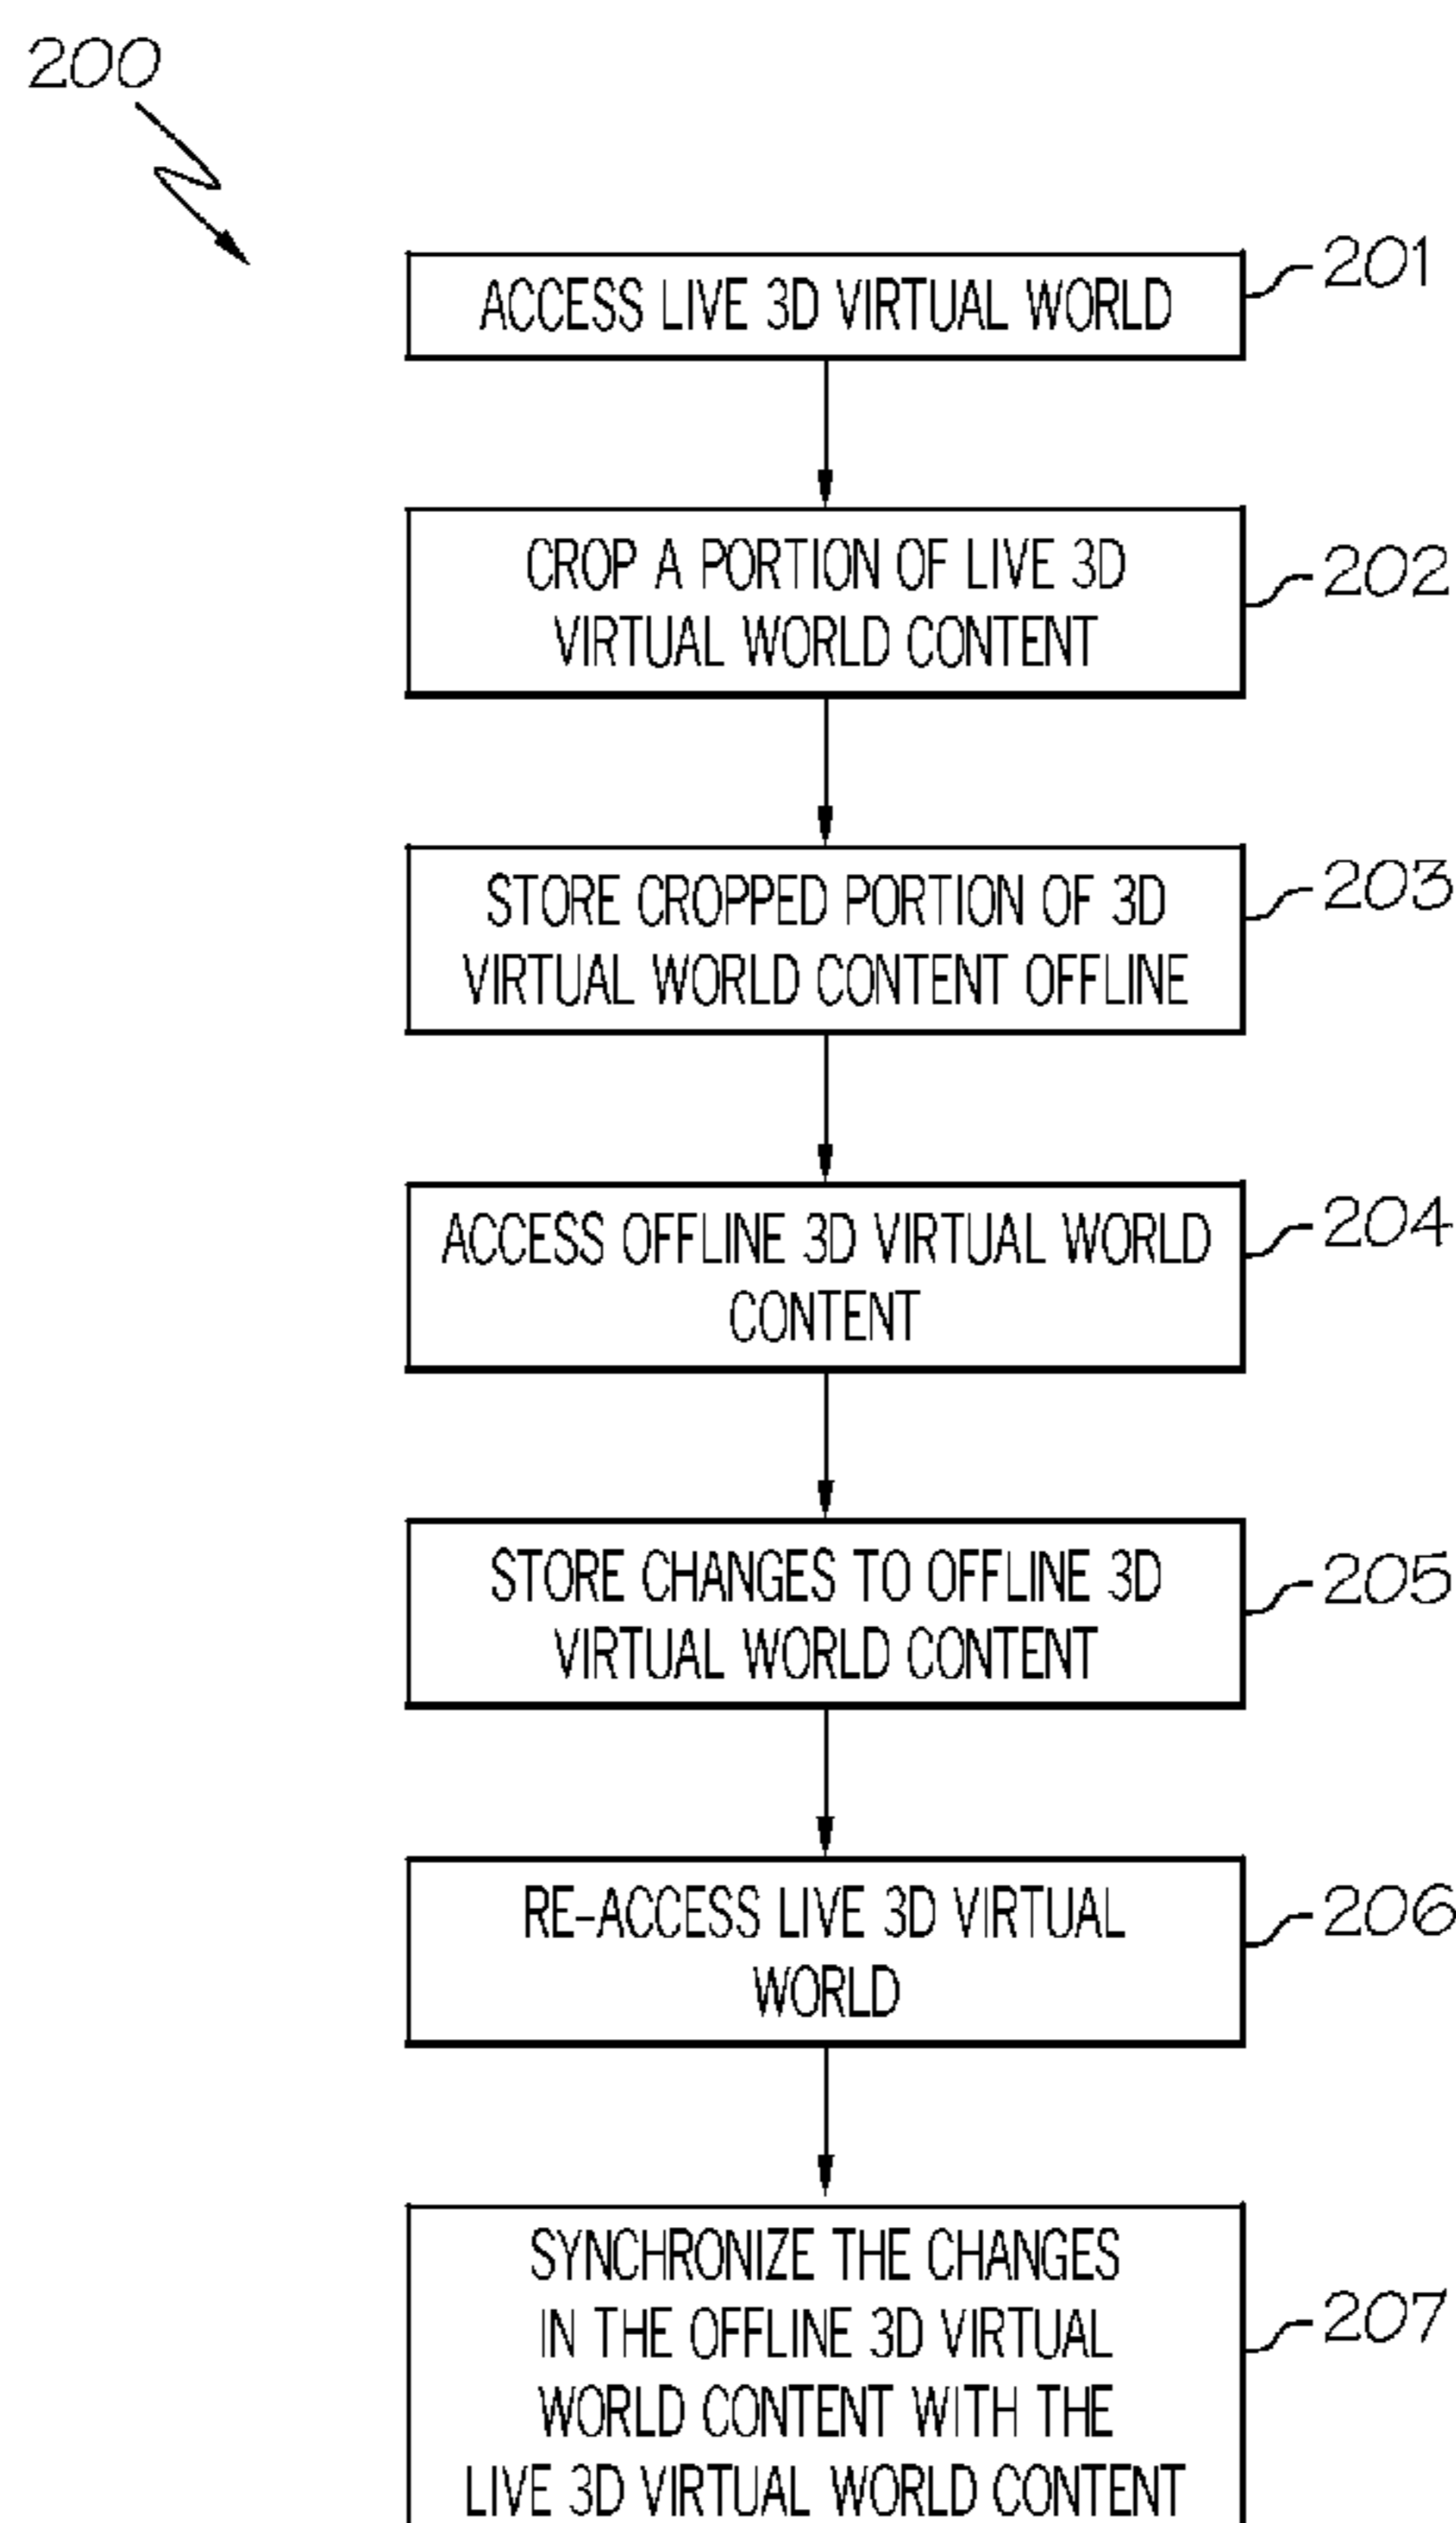 200
ACCESS LIVE 3D VIRTUAL WORLD
201
CROP A PORTION OF LIVE 3D
VIRTUAL WORLD CONTENT
202
STORE CROPPED PORTION OF 3D
VIRTUAL WORLD CONTENT OFFLINE
203
ACCESS OFFLINE 3D VIRTUAL WORLD
CONTENT
204
STORE CHANGES TO OFFLINE 3D
VIRTUAL WORLD CONTENT
205
RE-ACCESS LIVE 3D VIRTUAL
WORLD
206
SYNCHRONIZE THE CHANGES
IN THE OFFLINE 3D VIRTUAL
WORLD CONTENT WITH THE
LIVE 3D VIRTUAL WORLD CONTENT
207